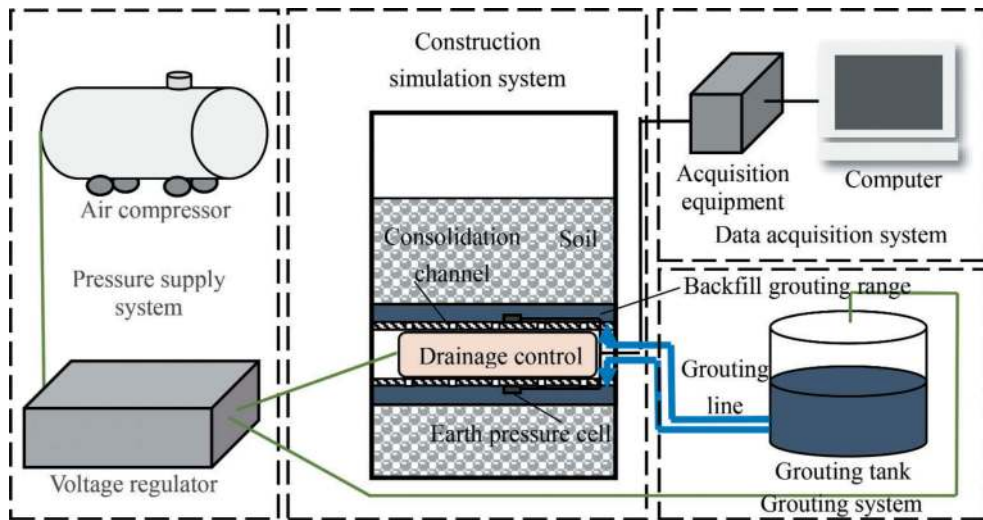 Air compressor
Pressure supply
system
Voltage regulator
Construction
simulation system
Consolidation
channel
Soil
Drainage control
Earth pressure cell
Acquisition
equipment
Computer
Data acquisition system
Backfill grouting range
Grouting
line
Grouting tank
Grouting system